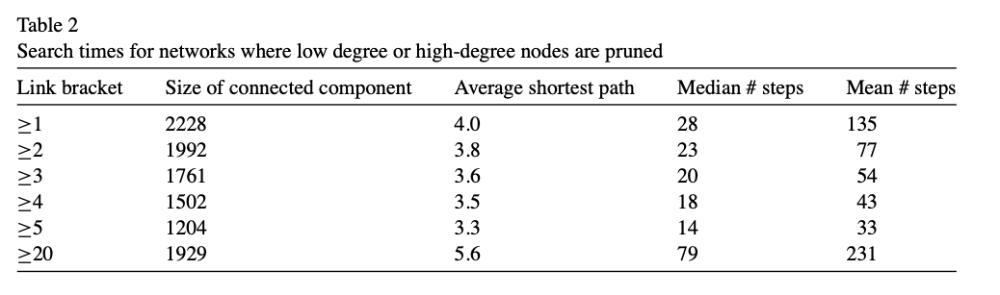 Table 2
Search times for networks where low degree or high-degree nodes are pruned
Link bracket Size of connected component Average shortest path Median # steps Mean # steps
≥1 2228 4.0 28 135
≥2 1992 3.8 23 77
≥3 1761 3.6 20 54
≥4 1502 3.5 18 43
≥5 1204 3.3 14 33
≥20 1929 5.6 79 231